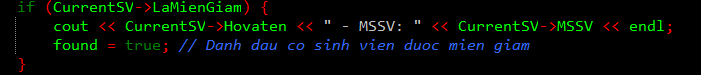 if (CurrentSV->LaMienGiam) {
cout << CurrentSV->Hovaten << " - MSSV: " << CurrentSV->MSSV << endl;
found = true; // Danh dau co sinh vien duoc mien giam
}